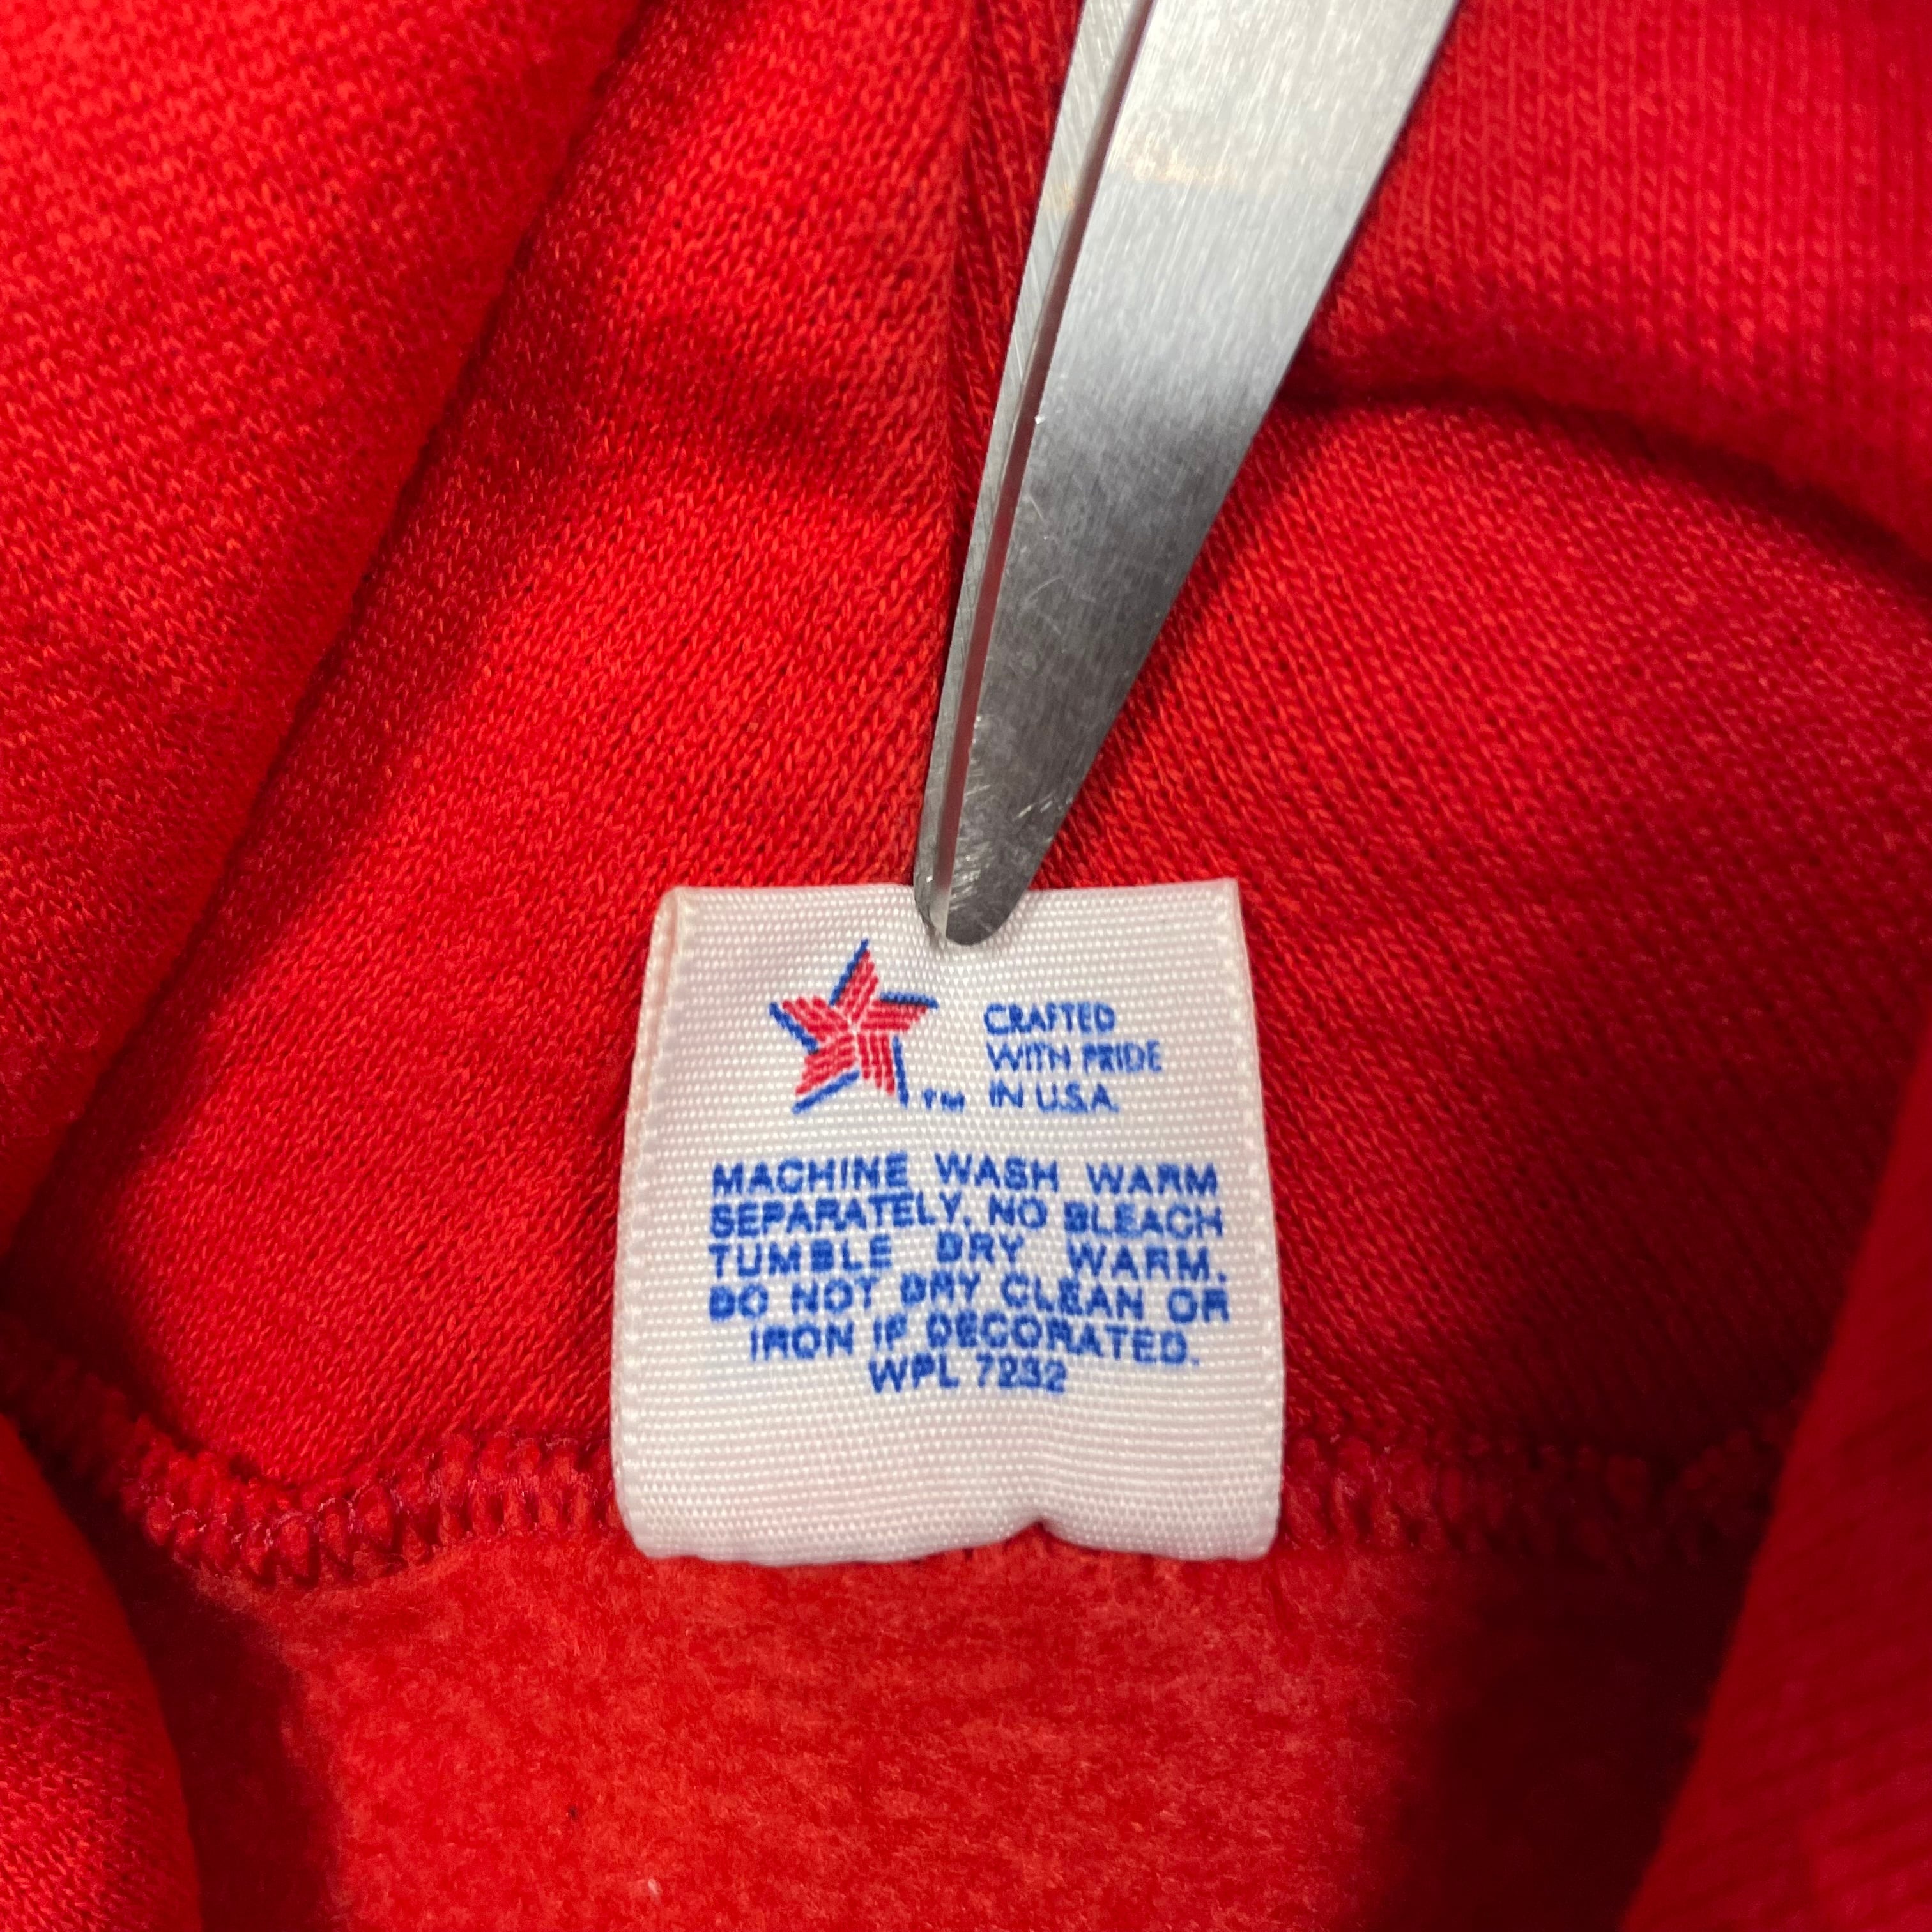 CRAFTED
WITH PRIDE
IN U.S.A.
TM
MACHINE WASH WARM
SEPARATELY. NO BLEACH
TUMBLE DRY WARM.
DO NOT DRY CLEAN OR
IRON IF DECORATED.
WPL 7232